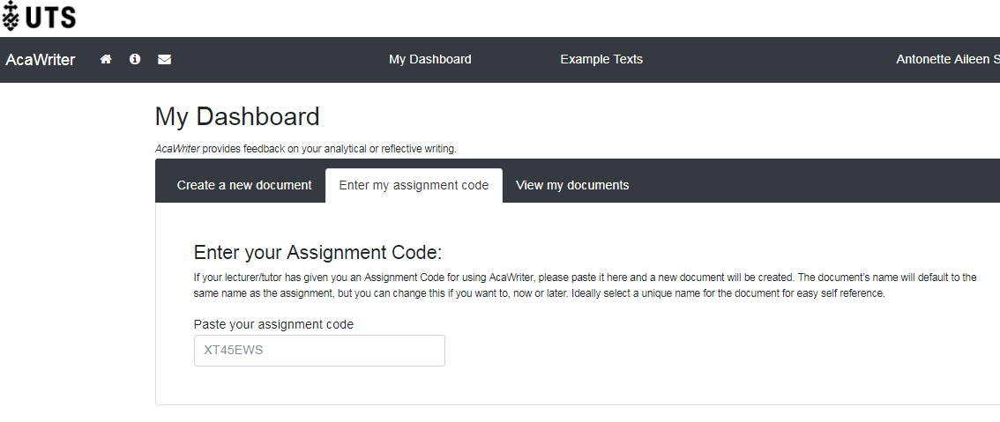 UTS
AcaWriter
My Dashboard
Example Texts
Antonette Aileen S
My Dashboard
AcaWriter provides feedback on your analytical or reflective writing.
Create a new document
Enter my assignment code
View my documents
Enter your Assignment Code:
If your lecturer/tutor has given you an Assignment Code for using AcaWriter, please paste it here and a new document will be created. The document's name will default to the
same name as the assignment, but you can change this if you want to, now or later. Ideally select a unique name for the document for easy self reference.
Paste your assignment code
XT45EWS